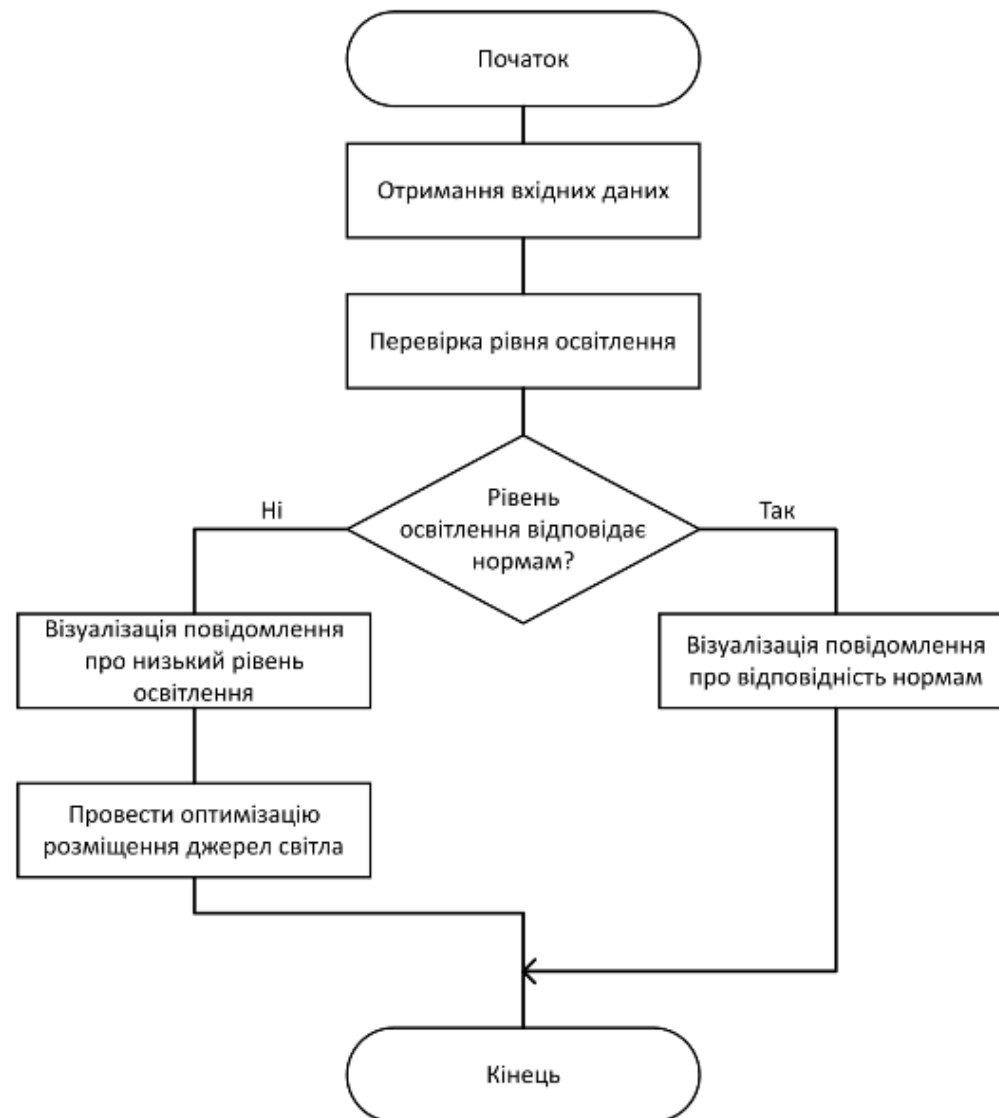 Початок
Отримання вхідних даних
Перевірка рівня освітлення
Рівень
освітлення відповідає
нормам?
Ні
Так
Візуалізація повідомлення
про низький рівень
освітлення
Візуалізація повідомлення
про відповідність нормам
Провести оптимізацію
розміщення джерел світла
Кінець